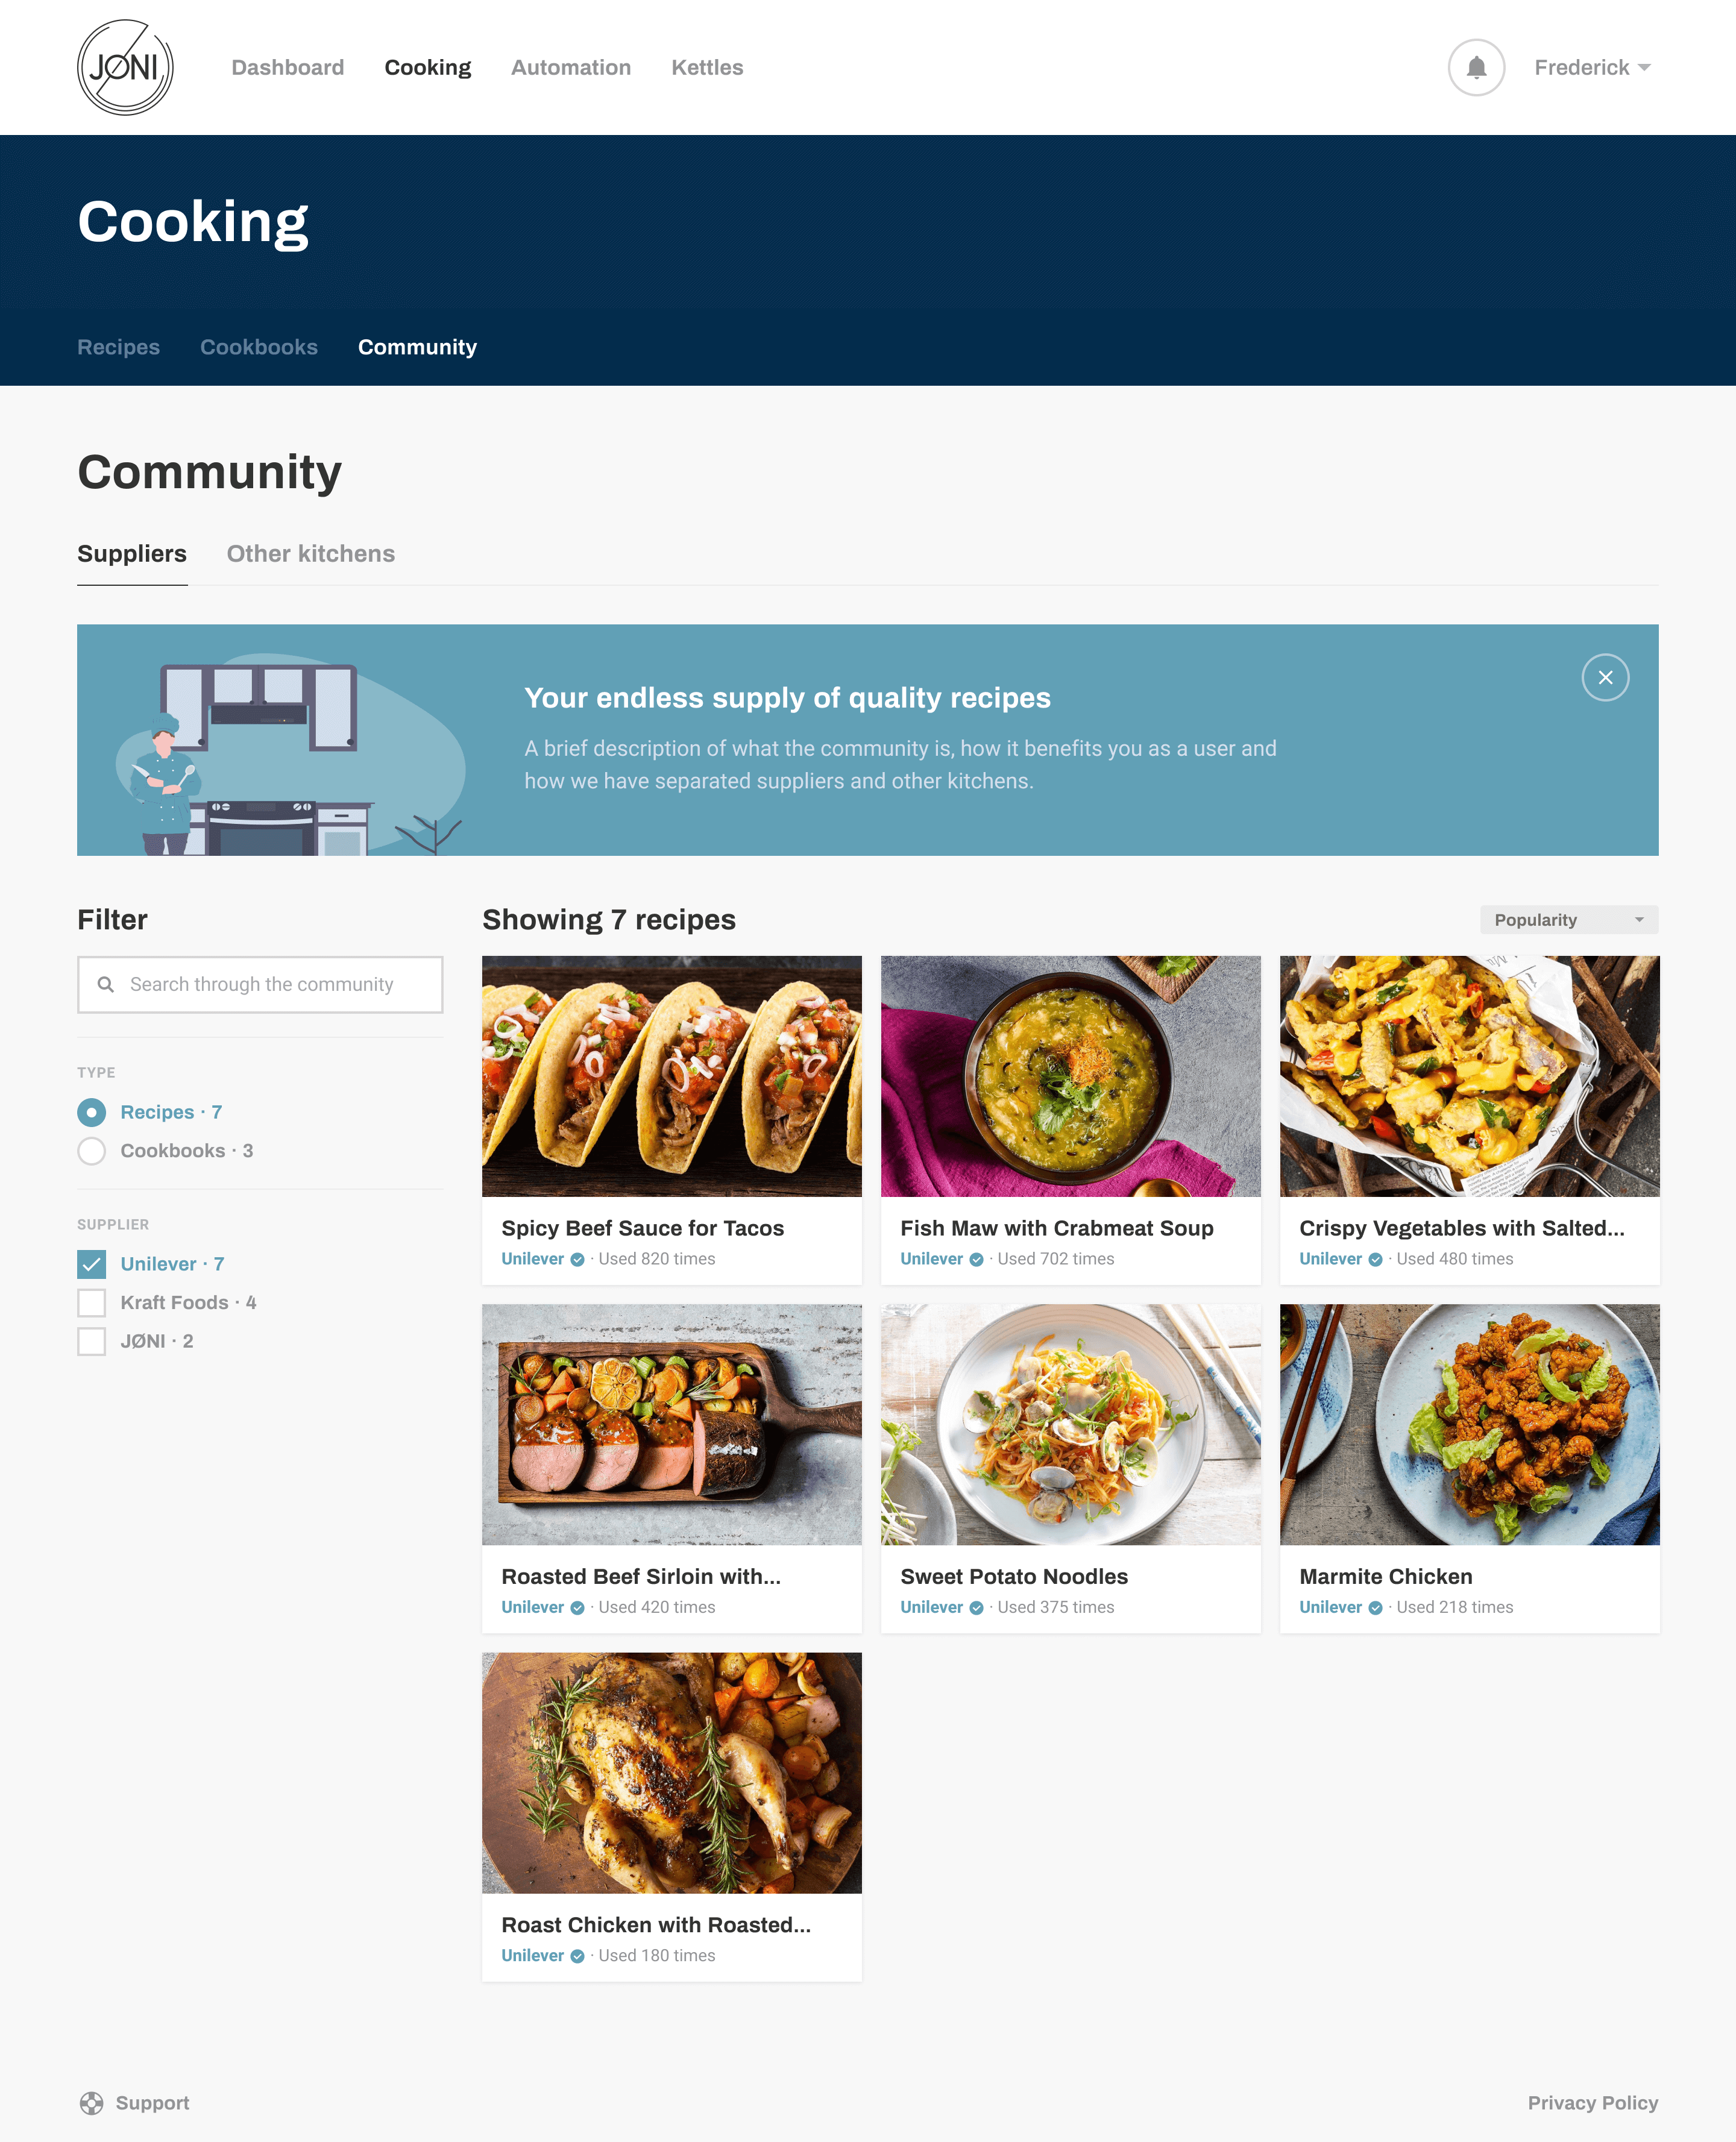 JØNI
Dashboard
Cooking
Automation
Kettles
Frederick
Cooking
Recipes
Cookbooks
Community
Community
Suppliers
Other kitchens
Your endless supply of quality recipes
A brief description of what the community is, how it benefits you as a user and
how we have separated suppliers and other kitchens.
Filter
Search through the community
TYPE
Recipes · 7
Cookbooks · 3
SUPPLIER
Unilever · 7
Kraft Foods · 4
JØNI · 2
Showing 7 recipes
Popularity
Spicy Beef Sauce for Tacos
Unilever · Used 820 times
Fish Maw with Crabmeat Soup
Unilever · Used 702 times
Crispy Vegetables with Salted...
Unilever · Used 480 times
Roasted Beef Sirloin with...
Unilever · Used 420 times
Sweet Potato Noodles
Unilever · Used 375 times
Marmite Chicken
Unilever · Used 218 times
Roast Chicken with Roasted...
Unilever · Used 180 times
Support
Privacy Policy